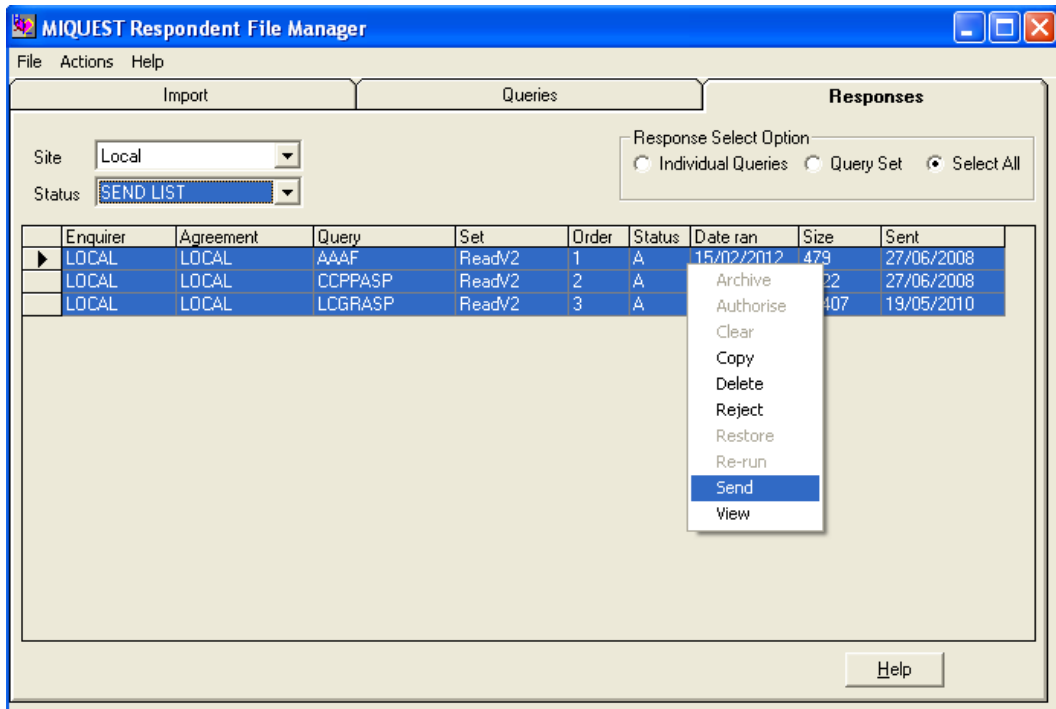 MIQUEST Respondent File Manager
File Actions Help
Import Queries Responses
Site Local
Response Select Option
Individual Queries Query Set Select All
Status SEND LIST
Enquirer Agreement Query Set Order Status Date ran Size Sent
LOCAL LOCAL AAAF ReadV2 1 A 15/02/2012 479 27/06/2008
LOCAL LOCAL CCPPASP ReadV2 2 A 22 27/06/2008
LOCAL LOCAL LCGRASP ReadV2 3 A 407 19/05/2010
Archive
Authorise
Clear
Copy
Delete
Reject
Restore
Re-run
Send
View
Help